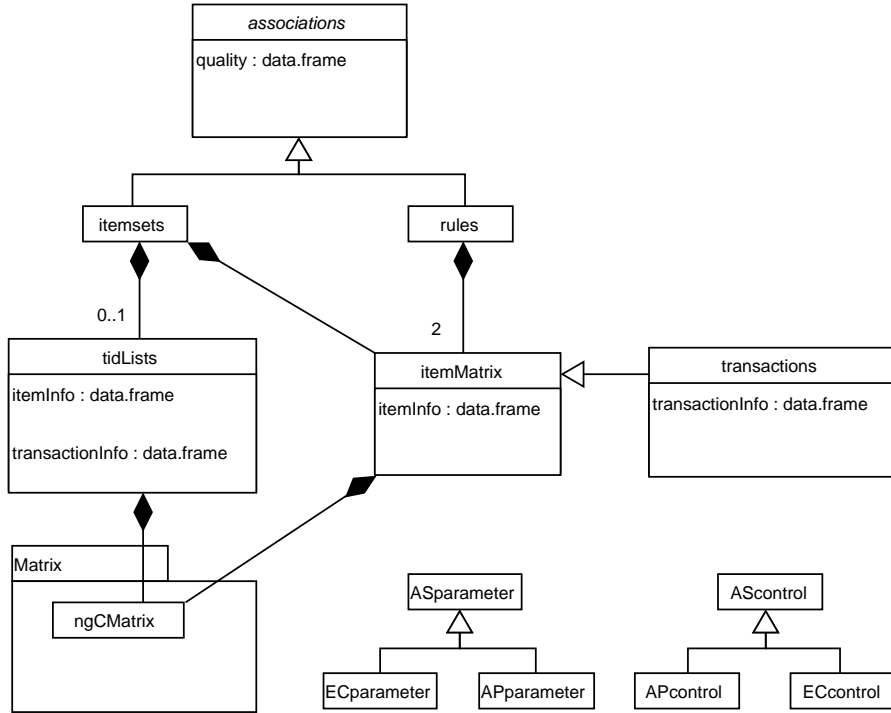 associations
quality : data.frame
itemsets
rules
0..1
2
tidLists
itemInfo : data.frame
transactionInfo : data.frame
itemMatrix
itemInfo : data.frame
transactions
transactionInfo : data.frame
Matrix
ngCMatrix
ASparameter
AScontrol
ECparameter
APparameter
APcontrol
ECcontrol